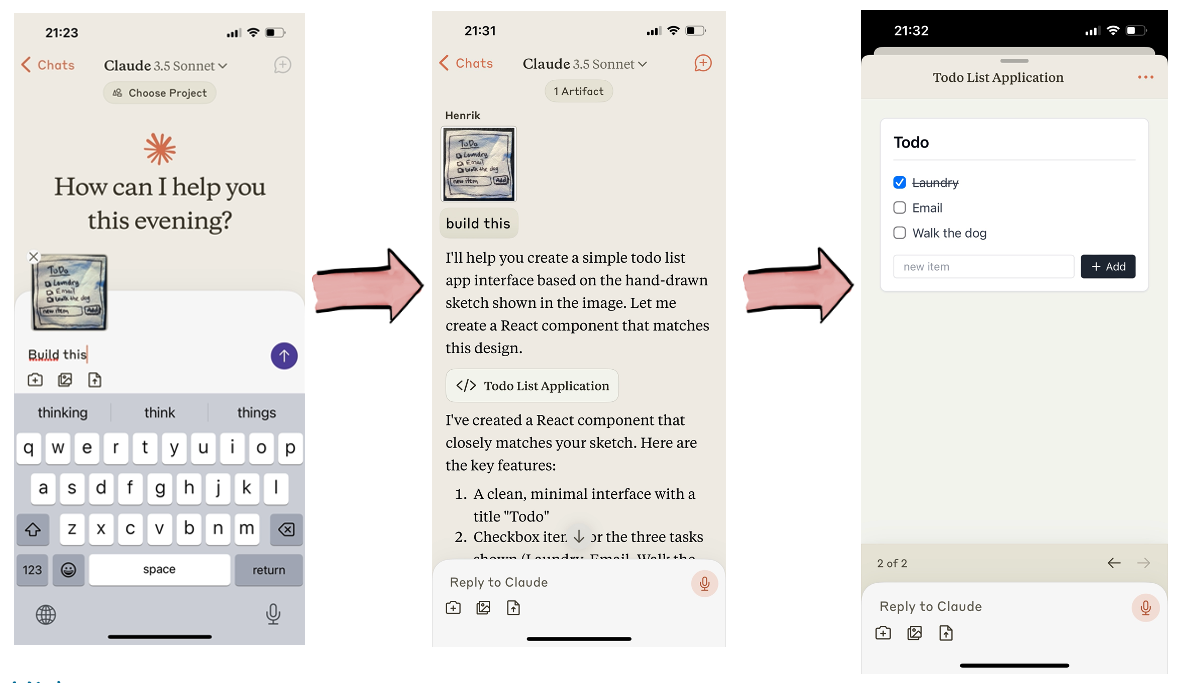 21:23
Chats
Claude 3.5 Sonnet
Choose Project
How can I help you
this evening?
ToDo
Laundry
Email
Walk the dog
new item Add
Build this
thinking think things
q w e r t y u i o p
a s d f g h j k l
z x c v b n m
123 space return
21:31
Chats
Claude 3.5 Sonnet
1 Artifact
Henrik
ToDo
Laundry
Email
Walk the dog
new item Add
build this
I'll help you create a simple todo list
app interface based on the hand-drawn
sketch shown in the image. Let me
create a React component that matches
this design.
</> Todo List Application
I've created a React component that
closely matches your sketch. Here are
the key features:
1. A clean, minimal interface with a
title "Todo"
2. Checkbox iter or the three tasks
shown (Laundry, Email, Walk the
Reply to Claude
21:32
Todo List Application
Todo
Laundry
Email
Walk the dog
new item + Add
2 of 2
Reply to Claude